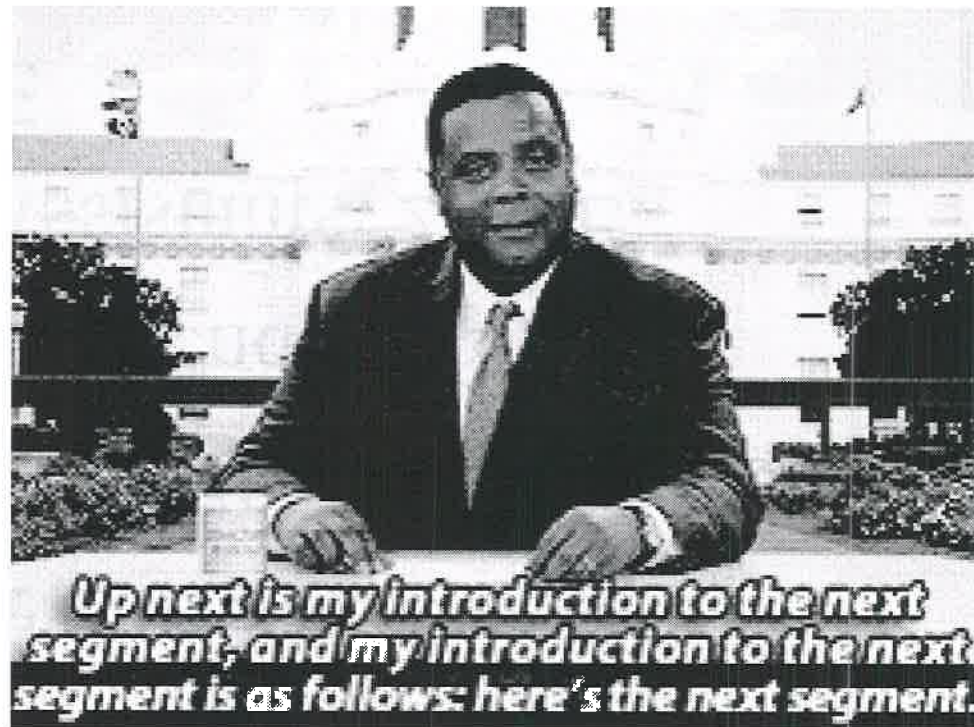 Up next is my introduction to the next
segment, and my introduction to the next
segment is as follows: here's the next segment.